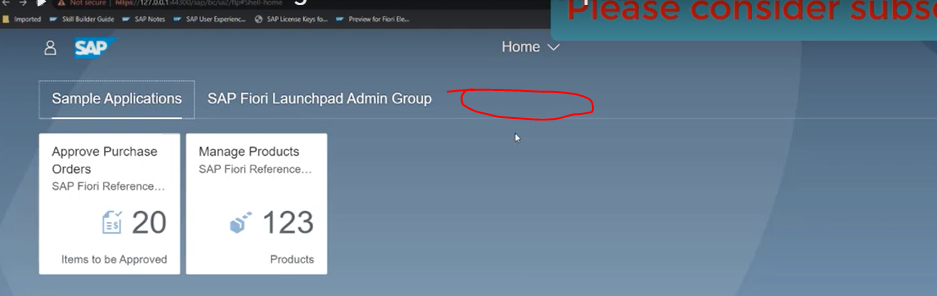 Not secure | https://127.0.0.1:44300/sap/bc/ui2/flp#Shell-home
Please consider subs
Imported Skill Builder Guide SAP Notes SAP User Experienc... SAP License Keys fo... Preview for Fiori Ele...
SAP Home
Sample Applications SAP Fiori Launchpad Admin Group
Approve Purchase
Orders
SAP Fiori Reference...
20
Items to be Approved
Manage Products
SAP Fiori Reference...
123
Products